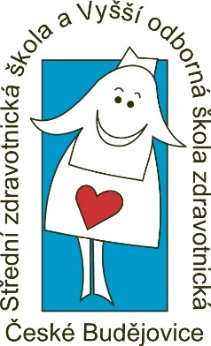 Střední zdravotnická škola a Vyšší odborná škola zdravotnická
České Budějovice